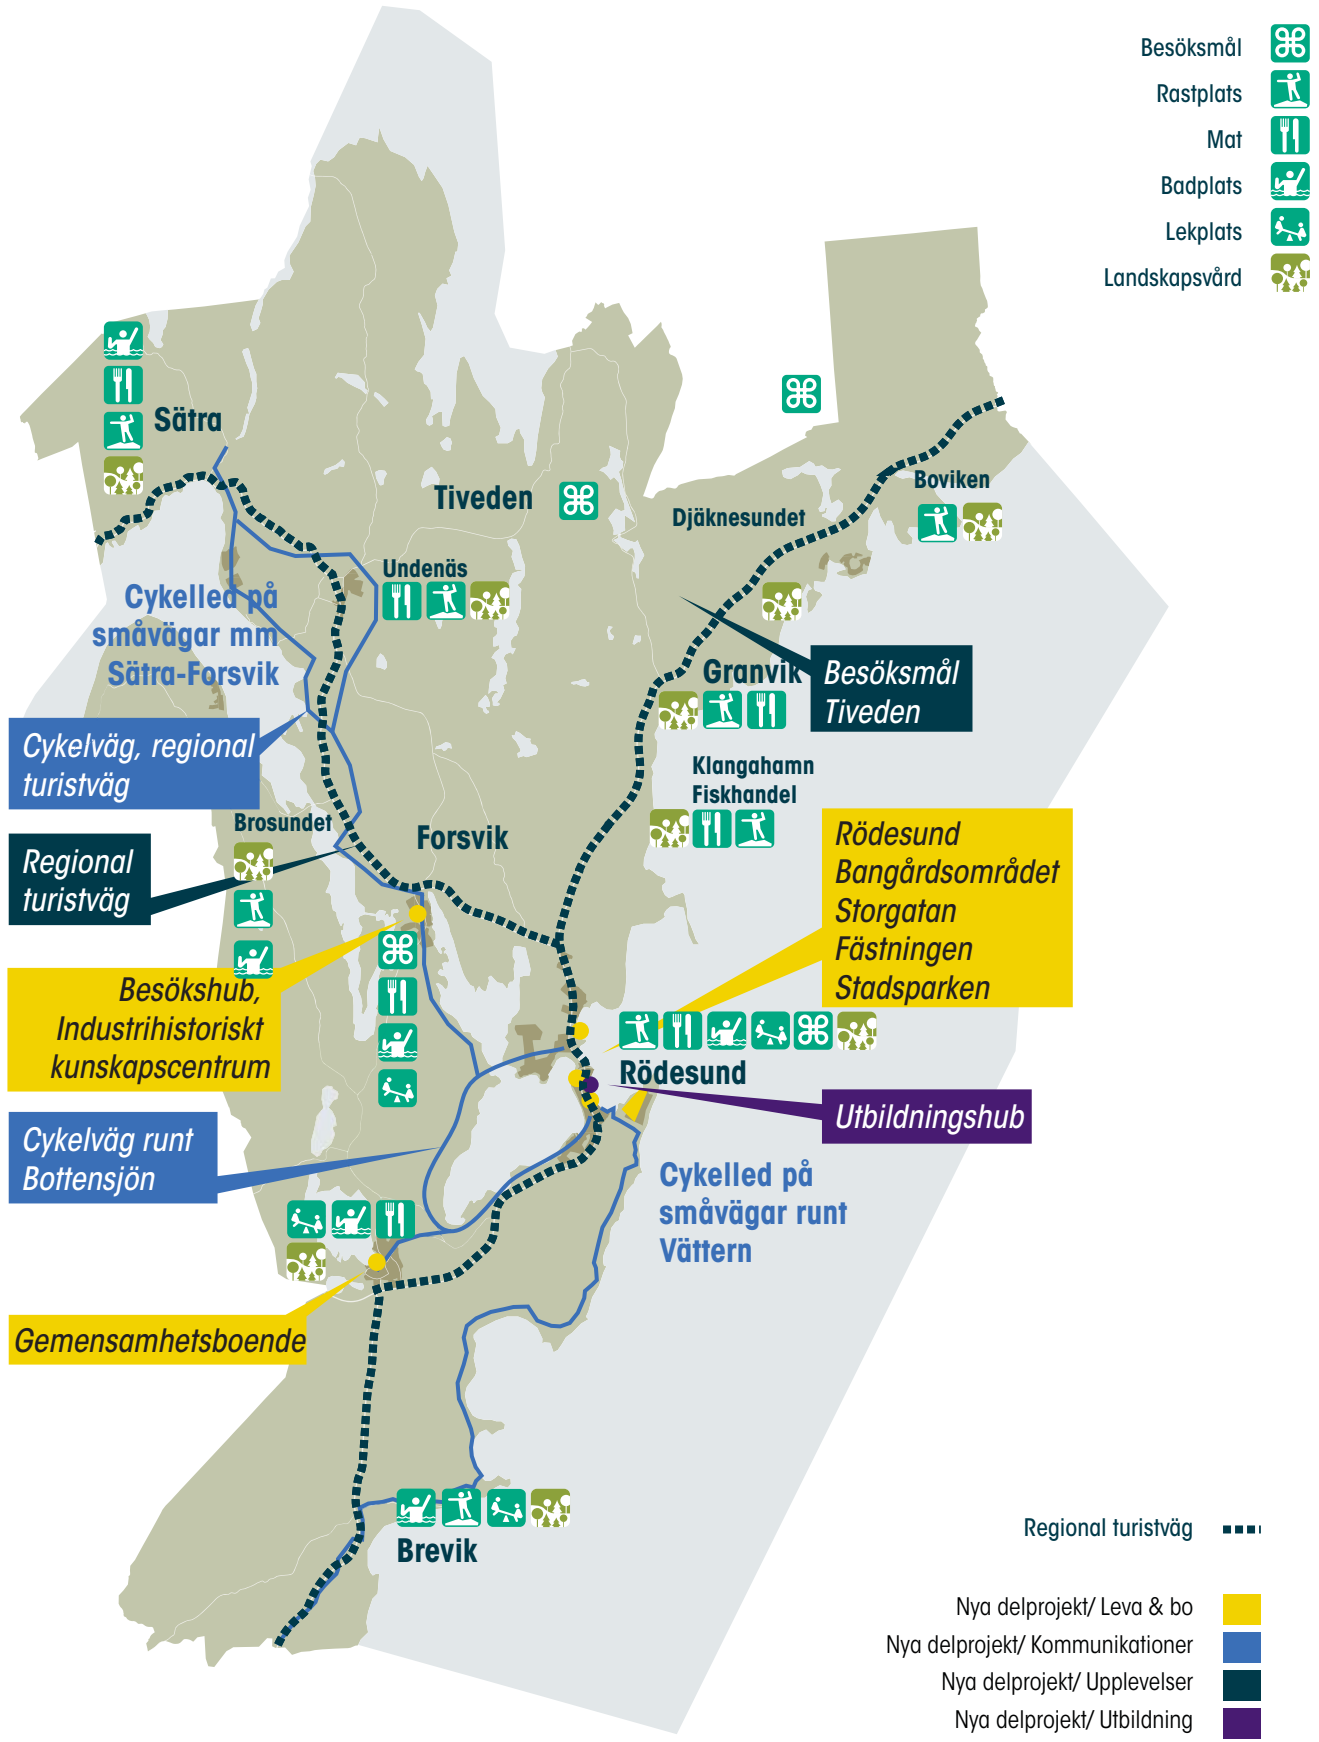 Besöksmål
Rastplats
Mat
Badplats
Lekplats
Landskapsvård
Sätra
Tiveden
Boviken
Djäknesundet
Undenäs
Cykelled på
småvägar mm
Sätra-Forsvik
Granvik
Besöksmål
Tiveden
Cykelväg, regional
turistväg
Klangahamn
Fiskhandel
Brosundet
Forsvik
Regional
turistväg
Rödesund
Bangårdsområdet
Storgatan
Fästningen
Stadsparken
Besökshub,
Industrihistoriskt
kunskapscentrum
Rödesund
Utbildningshub
Cykelväg runt
Bottensjön
Cykelled på
småvägar runt
Vättern
Gemensamhetsboende
Brevik
Regional turistväg
Nya delprojekt/ Leva & bo
Nya delprojekt/ Kommunikationer
Nya delprojekt/ Upplevelser
Nya delprojekt/ Utbildning